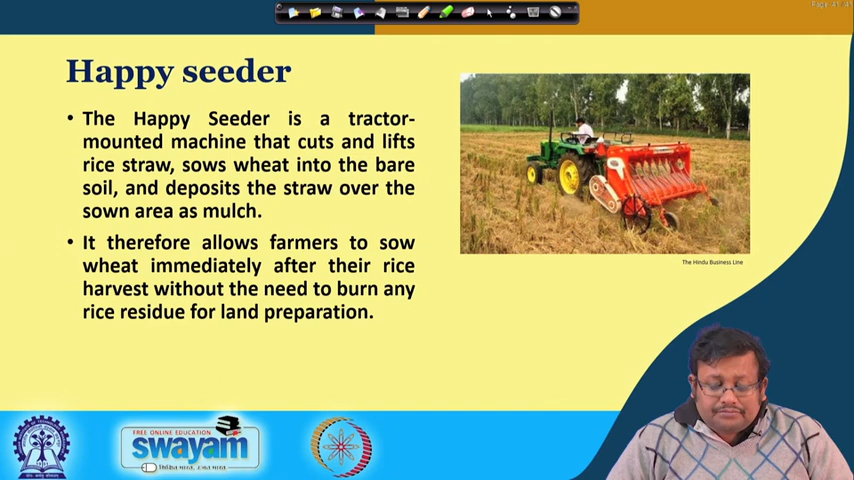 Page 41/41
Happy seeder
• The Happy Seeder is a tractor-
mounted machine that cuts and lifts
rice straw, sows wheat into the bare
soil, and deposits the straw over the
sown area as mulch.
• It therefore allows farmers to sow
wheat immediately after their rice
harvest without the need to burn any
rice residue for land preparation.
The Hindu Business Line
FREE ONLINE EDUCATION
swayam